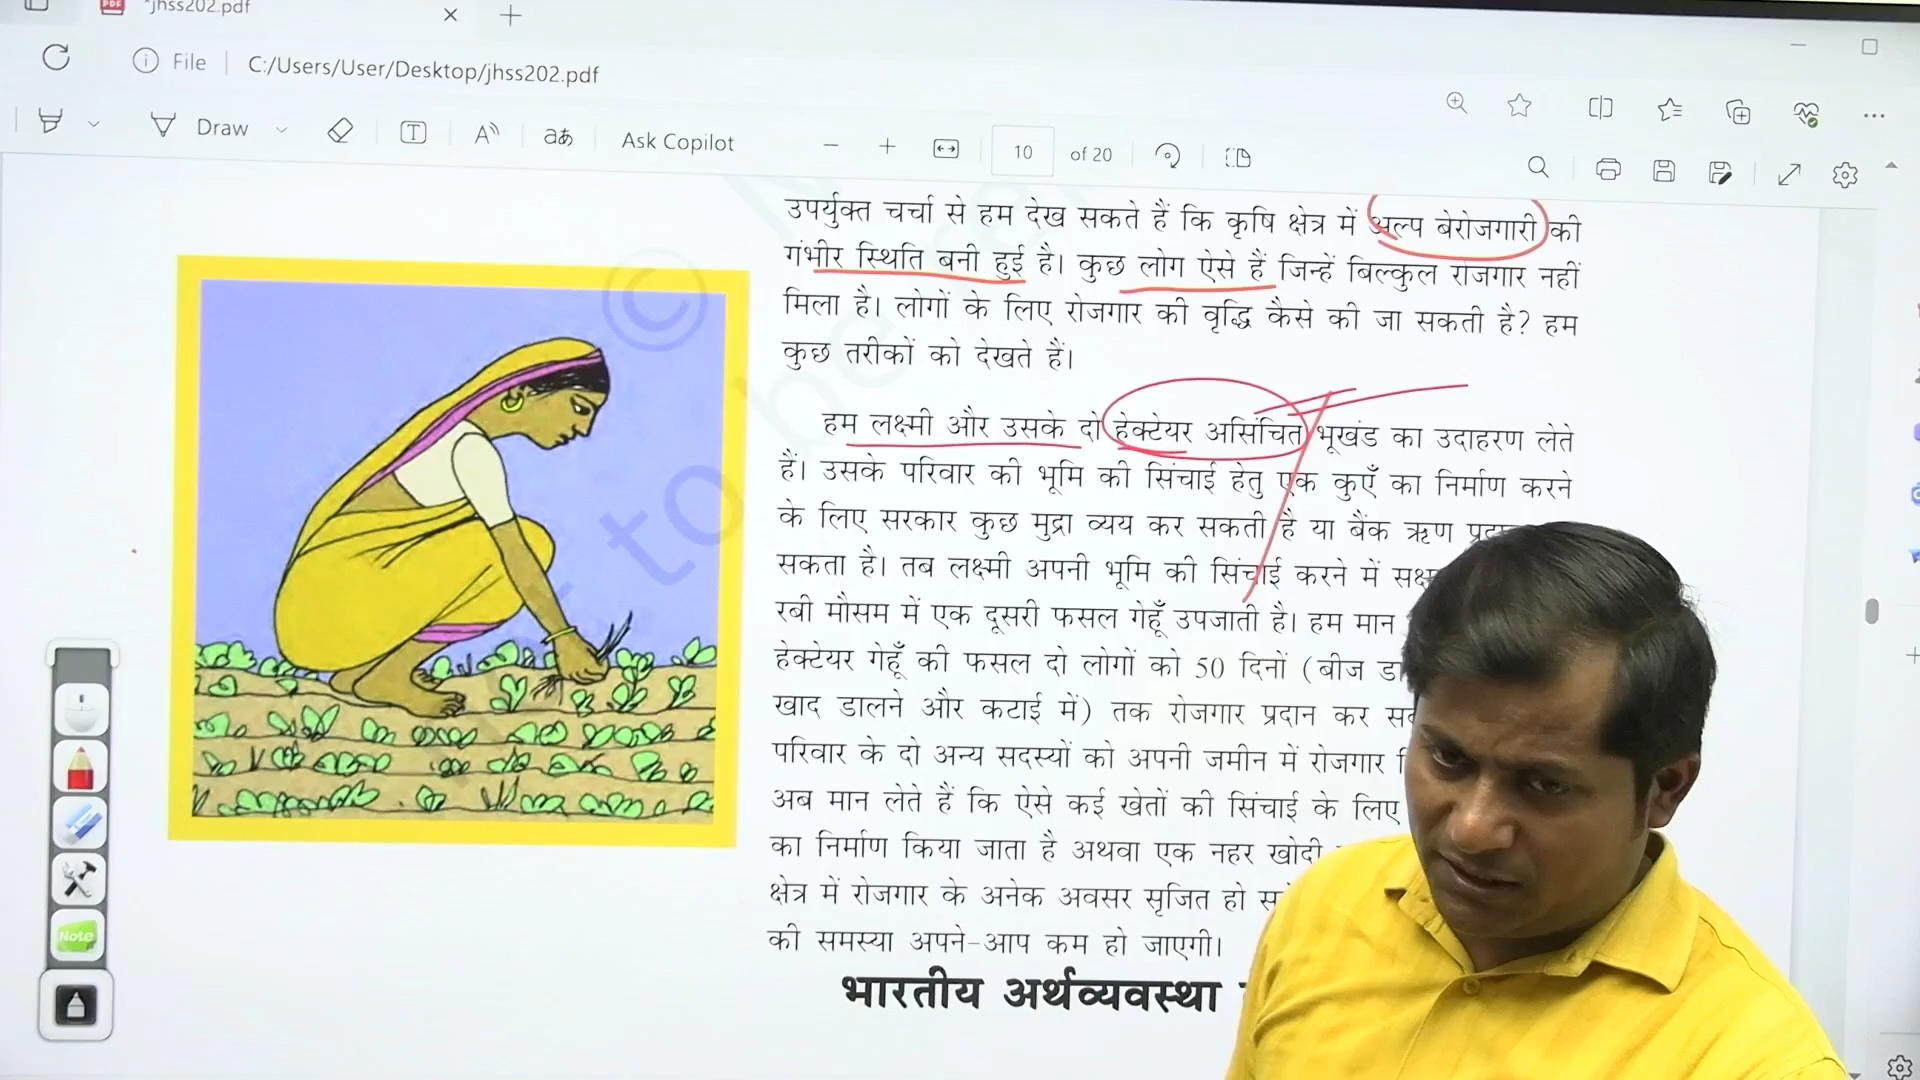 jhss202.pdf
File C:/Users/User/Desktop/jhss202.pdf
Draw T A aあ Ask Copilot 10 of 20
उपर्युक्त चर्चा से हम देख सकते हैं कि कृषि क्षेत्र में अल्प बेरोजगारी की
गंभीर स्थिति बनी हुई है। कुछ लोग ऐसे हैं जिन्हें बिल्कुल रोजगार नहीं
मिला है। लोगों के लिए रोजगार की वृद्धि कैसे की जा सकती है? हम
कुछ तरीकों को देखते हैं।
हम लक्ष्मी और उसके दो हेक्टेयर असिंचित भूखंड का उदाहरण लेते
हैं। उसके परिवार की भूमि की सिंचाई हेतु एक कुएँ का निर्माण करने
के लिए सरकार कुछ मुद्रा व्यय कर सकती है या बैंक ऋण
सकता है। तब लक्ष्मी अपनी भूमि की सिंचाई करने में
रबी मौसम में एक दूसरी फसल गेहूँ उपजाती है। हम मान
हेक्टेयर गेहूँ की फसल दो लोगों को 50 दिनों (बीज
खाद डालने और कटाई में) तक रोजगार प्रदान कर
परिवार के दो अन्य सदस्यों को अपनी जमीन में रोजगार
अब मान लेते हैं कि ऐसे कई खेतों की सिंचाई के लिए
का निर्माण किया जाता है अथवा एक नहर खोदी
क्षेत्र में रोजगार के अनेक अवसर सृजित हो
की समस्या अपने-आप कम हो जाएगी।
भारतीय अर्थव्यवस्था
Note
© to be